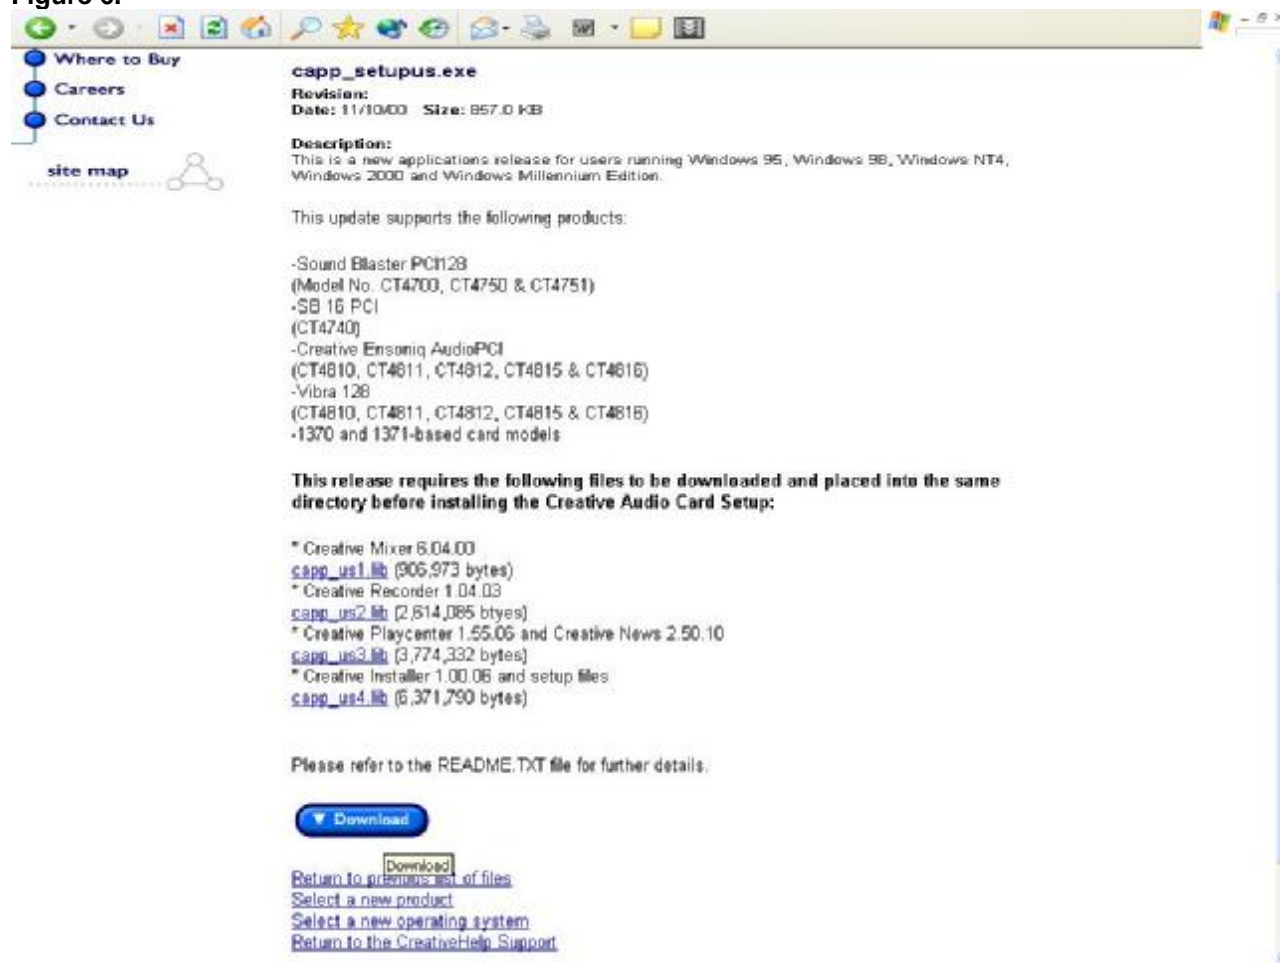 Where to Buy
Careers
Contact Us
site map
capp_setupus.exe
Revision:
Date: 11/10/00 Size: 857.0 KB
Description:
This is a new applications release for users running Windows 95, Windows 98, Windows NT4,
Windows 2000 and Windows Millennium Edition.
This update supports the following products:
-Sound Blaster PCI128
(Model No. CT4700, CT4750 & CT4751)
-SB 16 PCI
(CT4740)
-Creative Ensoniq AudioPCI
(CT4810, CT4811, CT4812, CT4815 & CT4816)
-Vibra 128
(CT4810, CT4811, CT4812, CT4815 & CT4816)
-1370 and 1371-based card models
This release requires the following files to be downloaded and placed into the same
directory before installing the Creative Audio Card Setup:
* Creative Mixer 6.04.00
capp_us1.lib (906,973 bytes)
* Creative Recorder 1.04.03
capp_us2.lib (2,614,085 btyes)
* Creative Playcenter 1.55.06 and Creative News 2.50.10
capp_us3.lib (3,774,332 bytes)
* Creative Installer 1.00.06 and setup files
capp_us4.lib (6,371,790 bytes)
Please refer to the README.TXT file for further details.
Download
Download
Return to previous list of files
Select a new product
Select a new operating system
Return to the CreativeHelp Support